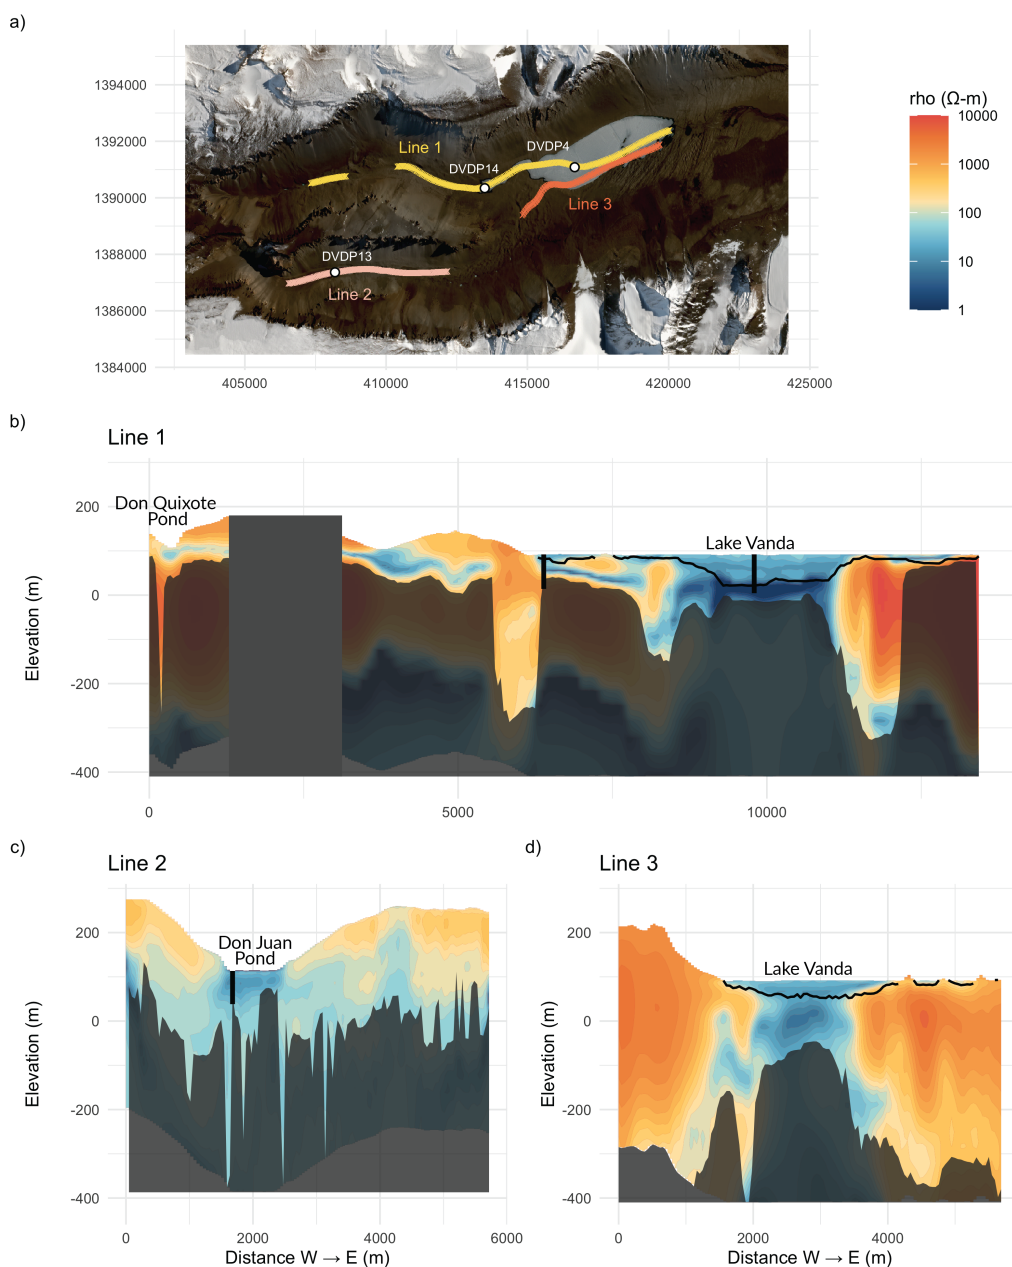 a)
1394000
1392000
1390000
1388000
1386000
1384000
405000
410000
415000
420000
425000
Line 1
DVDP14
DVDP4
Line 3
DVDP13
Line 2
rho (Ω-m)
10000
1000
100
10
1
b)
Line 1
Elevation (m)
200
0
-200
-400
Don Quixote
Pond
Lake Vanda
0
5000
10000
c)
Line 2
Elevation (m)
200
0
-200
-400
Don Juan
Pond
0
2000
4000
6000
Distance W → E (m)
d)
Line 3
Elevation (m)
200
0
-200
-400
Lake Vanda
0
2000
4000
Distance W → E (m)